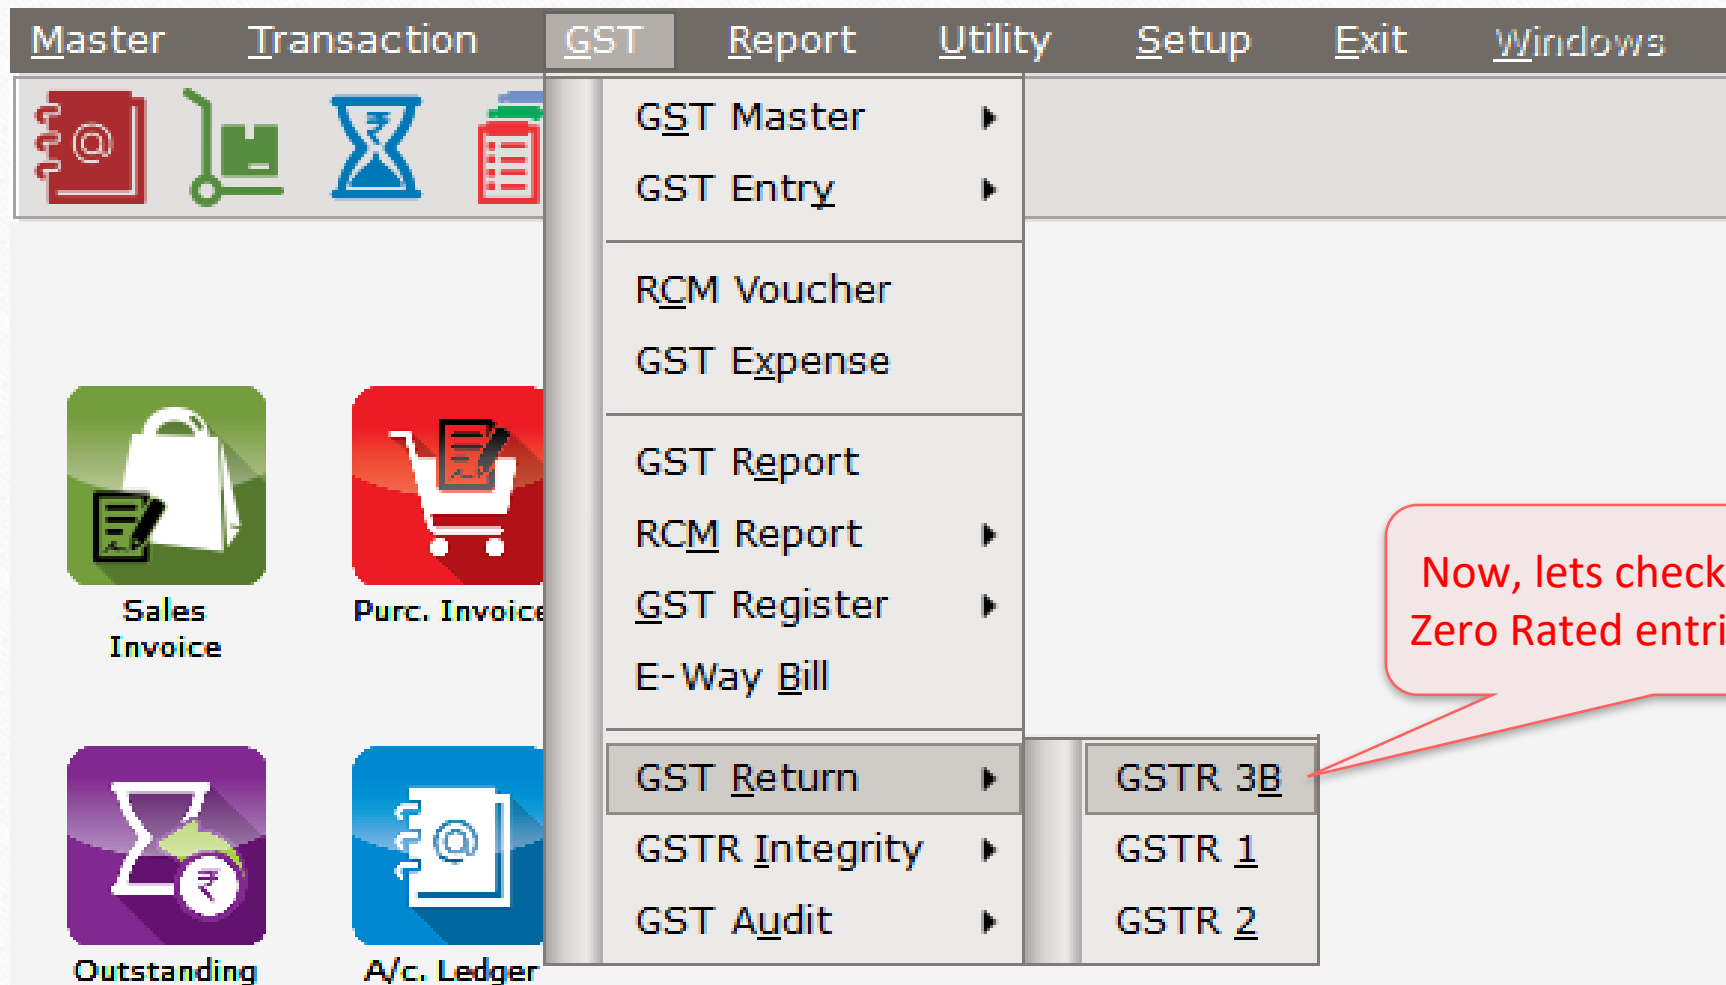 Master Transaction GST Report Utility Setup Exit Windows
GST Master
GST Entry
RCM Voucher
GST Expense
GST Report
RCM Report
GST Register
E-Way Bill
GST Return
GSTR Integrity
GST Audit
GSTR 3B
GSTR 1
GSTR 2
Now, lets check
Zero Rated entri
Sales
Invoice
Purc. Invoice
Outstanding
A/c. Ledger